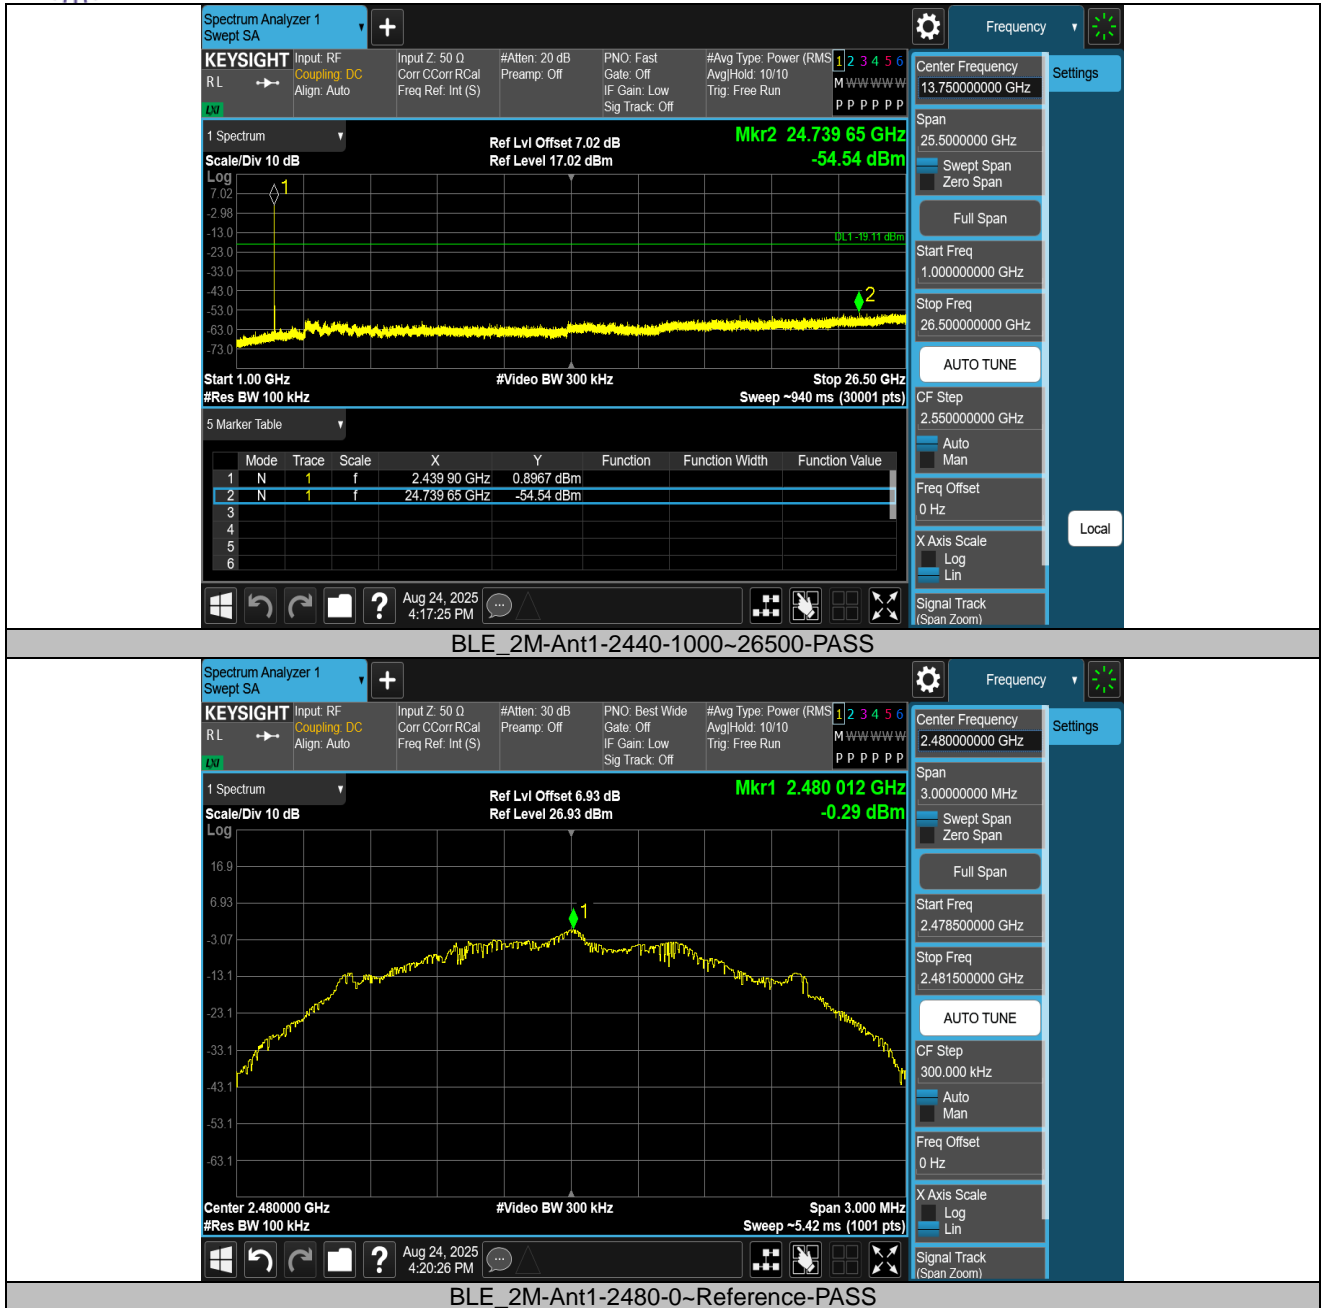 Spectrum Analyzer 1
Swept SA
Frequency
KEYSIGHT
RL
LXI
Input: RF
Coupling: DC
Align: Auto
Input Z: 50 Ω
Corr CCorr RCal
Freq Ref: Int (S)
#Atten: 20 dB
Preamp: Off
PNO: Fast
Gate: Off
IF Gain: Low
Sig Track: Off
#Avg Type: Power (RMS
Avg|Hold: 10/10
Trig: Free Run
1 2 3 4 5 6
M W W W W W
P P P P P P
Center Frequency
13.750000000 GHz
Settings
1 Spectrum
Scale/Div 10 dB
Ref Lvl Offset 7.02 dB
Ref Level 17.02 dBm
Mkr2 24.739 65 GHz
-54.54 dBm
Span
25.5000000 GHz
Swept Span
Zero Span
Full Span
Start Freq
1.000000000 GHz
Stop Freq
26.500000000 GHz
AUTO TUNE
CF Step
2.550000000 GHz
Auto
Man
Freq Offset
0 Hz
X Axis Scale
Log
Lin
Signal Track
(Span Zoom)
Local
Log
7.02
-2.98
-13.0
-23.0
-33.0
-43.0
-53.0
-63.0
-73.0
1
DL1 -19.11 dBm
2
Start 1.00 GHz
#Video BW 300 kHz
Stop 26.50 GHz
#Res BW 100 kHz
Sweep ~940 ms (30001 pts)
5 Marker Table
Mode Trace Scale X Y Function Function Width Function Value
1 N 1 f 2.439 90 GHz 0.8967 dBm
2 N 1 f 24.739 65 GHz -54.54 dBm
3
4
5
6
Aug 24, 2025
4:17:25 PM
BLE_2M-Ant1-2440-1000~26500-PASS
Spectrum Analyzer 1
Swept SA
Frequency
KEYSIGHT
RL
LXI
Input: RF
Coupling: DC
Align: Auto
Input Z: 50 Ω
Corr CCorr RCal
Freq Ref: Int (S)
#Atten: 30 dB
Preamp: Off
PNO: Best Wide
Gate: Off
IF Gain: Low
Sig Track: Off
#Avg Type: Power (RMS
Avg|Hold: 10/10
Trig: Free Run
1 2 3 4 5 6
M W W W W W
P P P P P P
Center Frequency
2.480000000 GHz
Settings
1 Spectrum
Scale/Div 10 dB
Ref Lvl Offset 6.93 dB
Ref Level 26.93 dBm
Mkr1 2.480 012 GHz
-0.29 dBm
Span
3.00000000 MHz
Swept Span
Zero Span
Full Span
Start Freq
2.478500000 GHz
Stop Freq
2.481500000 GHz
AUTO TUNE
CF Step
300.000 kHz
Auto
Man
Freq Offset
0 Hz
X Axis Scale
Log
Lin
Signal Track
(Span Zoom)
Log
16.9
6.93
-3.07
-13.1
-23.1
-33.1
-43.1
-53.1
-63.1
1
Center 2.480000 GHz
#Video BW 300 kHz
Span 3.000 MHz
#Res BW 100 kHz
Sweep ~5.42 ms (1001 pts)
Aug 24, 2025
4:20:26 PM
BLE_2M-Ant1-2480-0~Reference-PASS